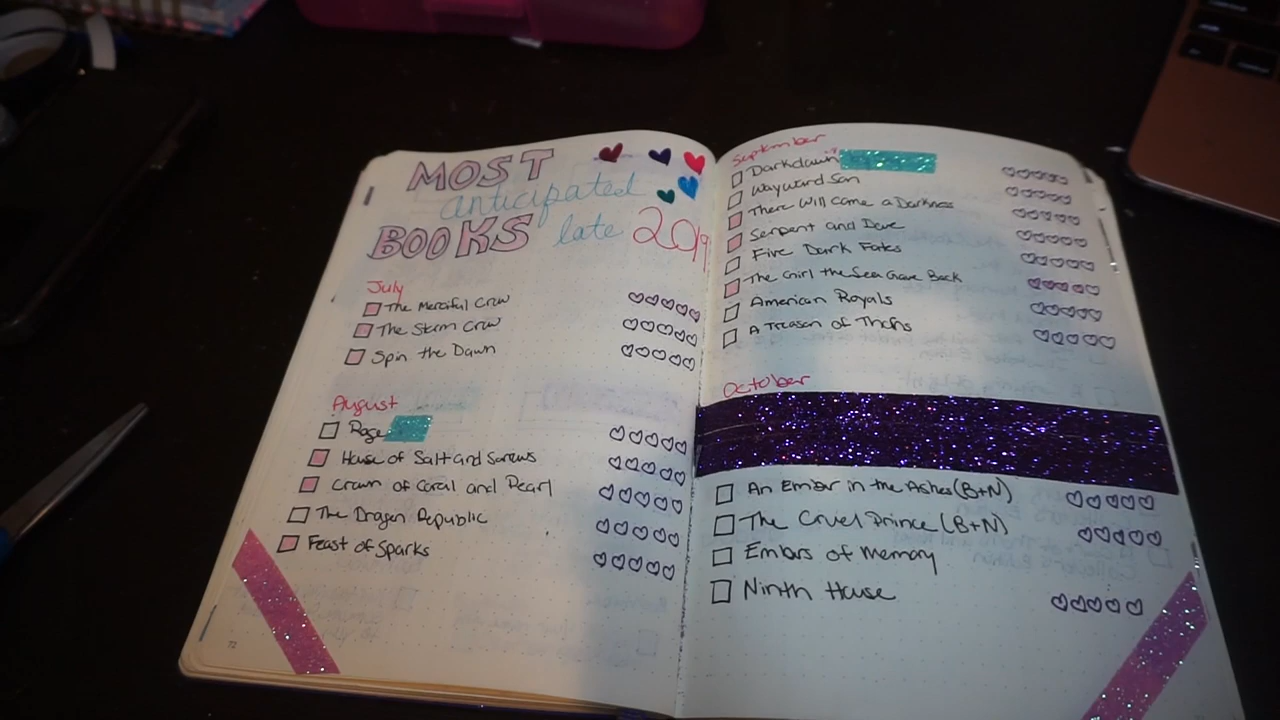 MOST
anticipated
BOOKS late 2019
July
The Merciful Crow
The Storm Crow
Spin the Dawn
August
Rage
House of Salt and Sorrows
Crown of Coral and Pearl
The Dragon Republic
Feast of Sparks
72
September
Darkdawn
Wayward Son
There Will Come a Darkness
Serpent and Dove
Five Dark Fates
The Girl the Sea Gave Back
American Royals
A Treason of Thorns
October
An Ember in the Ashes (B+N)
The Cruel Prince (B+N)
Embers of Memory
Ninth House